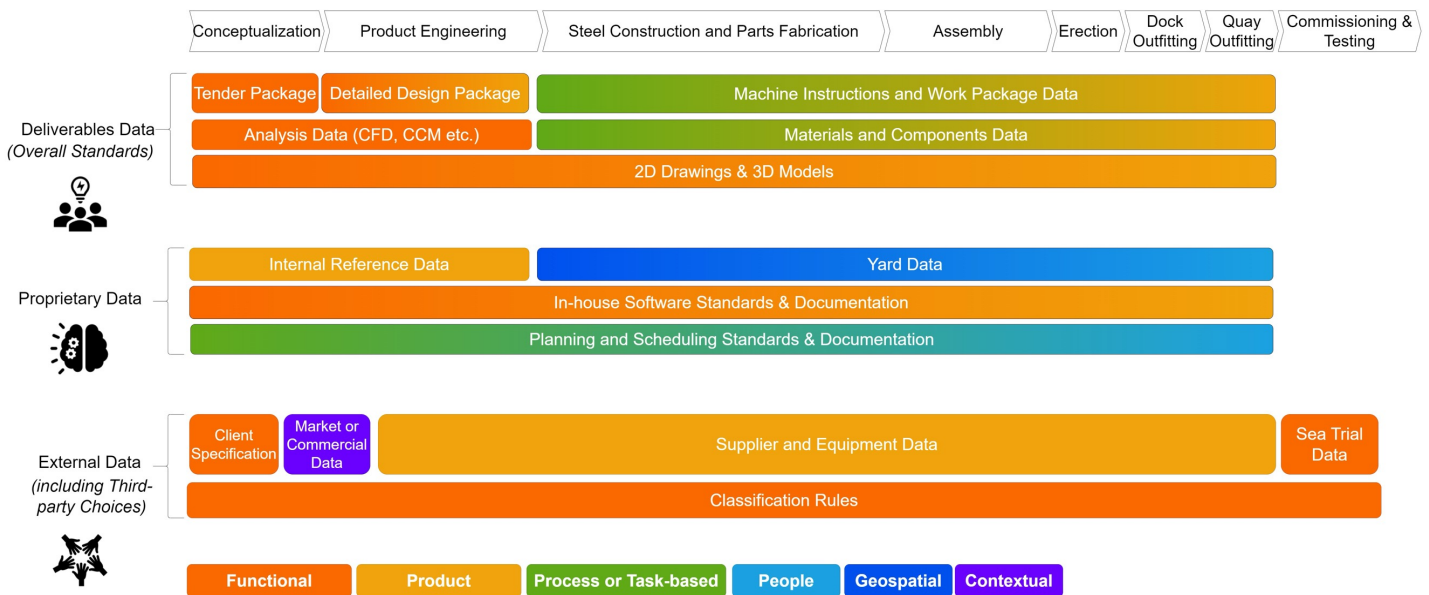 Conceptualization
Product Engineering
Steel Construction and Parts Fabrication
Assembly
Erection
Dock
Outfitting
Quay
Outfitting
Commissioning &
Testing
Deliverables Data
(Overall Standards)
Tender Package
Detailed Design Package
Machine Instructions and Work Package Data
Analysis Data (CFD, CCM etc.)
Materials and Components Data
2D Drawings & 3D Models
Proprietary Data
Internal Reference Data
Yard Data
In-house Software Standards & Documentation
Planning and Scheduling Standards & Documentation
External Data
(including Third-
party Choices)
Client
Specification
Market or
Commercial
Data
Supplier and Equipment Data
Sea Trial
Data
Classification Rules
Functional
Product
Process or Task-based
People
Geospatial
Contextual